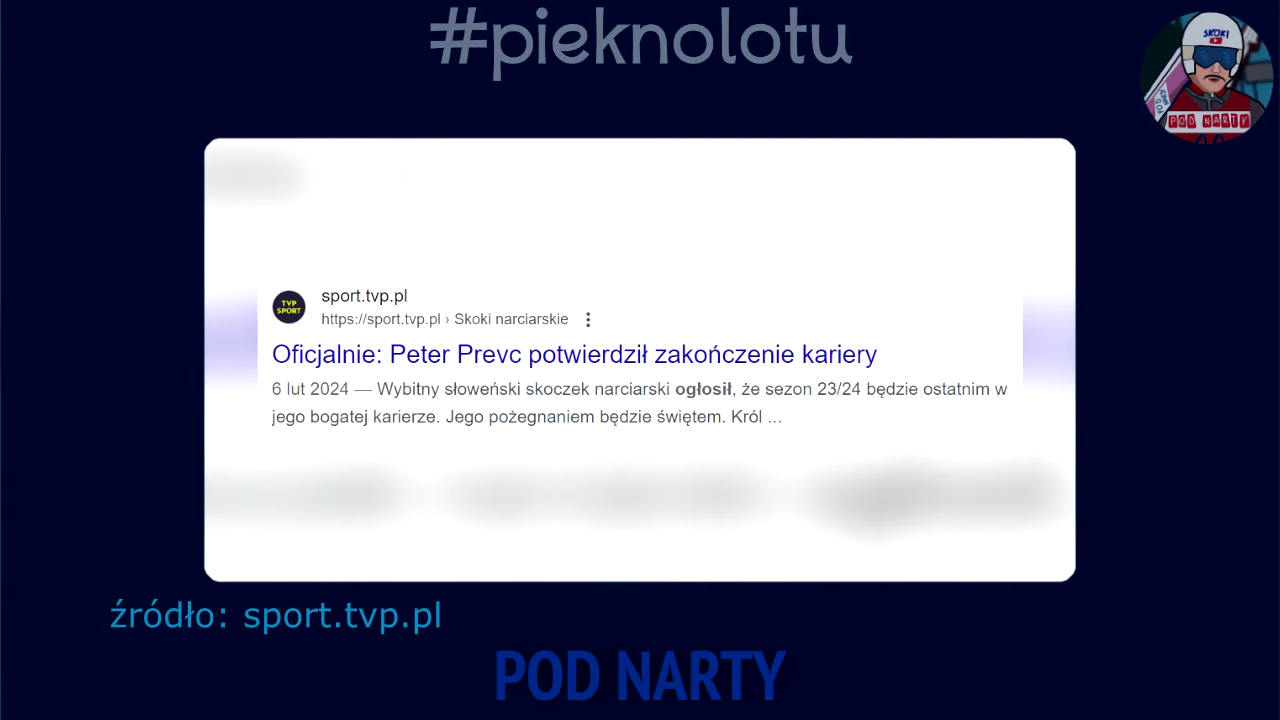 #pieknolotu
SKOKI
POD NARTY
TVP
SPORT
sport.tvp.pl
https://sport.tvp.pl › Skoki narciarskie
Oficjalnie: Peter Prevc potwierdził zakończenie kariery
6 lut 2024 — Wybitny słoweński skoczek narciarski ogłosił, że sezon 23/24 będzie ostatnim w
jego bogatej karierze. Jego pożegnaniem będzie świętem. Król ...
źródło: sport.tvp.pl
POD NARTY